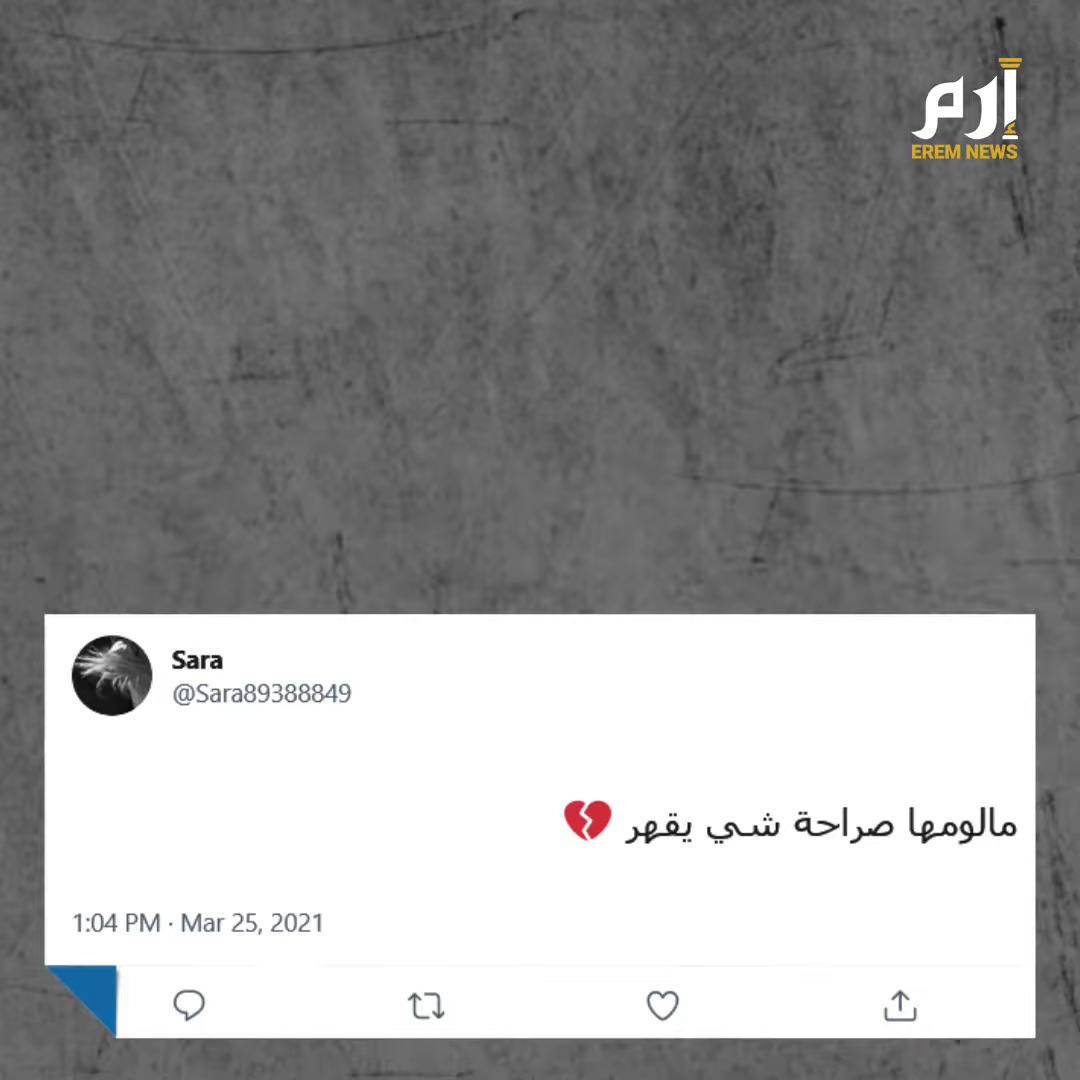 إرم
EREM NEWS
Sara
@Sara89388849
مالومها صراحة شي يقهر 💔
1:04 PM · Mar 25, 2021